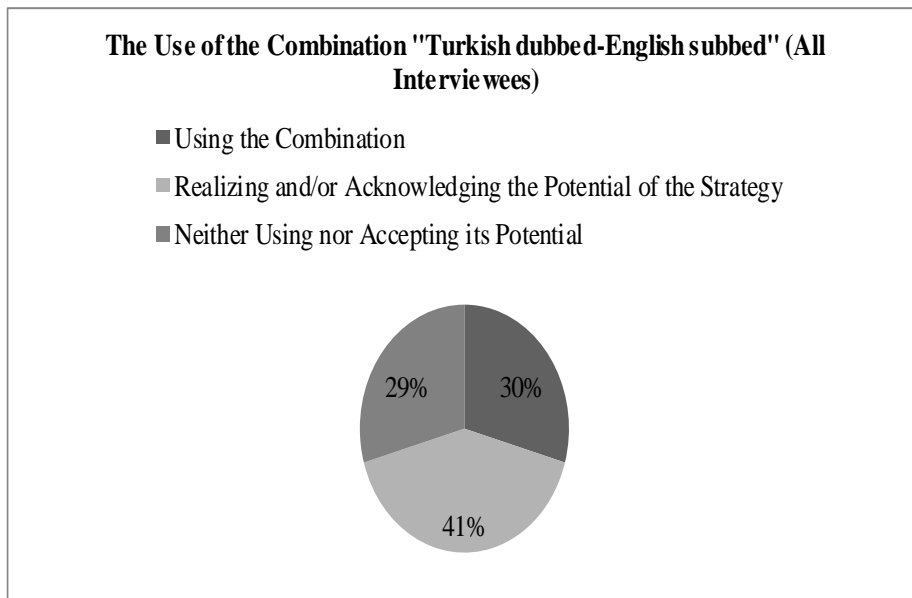 The Use of the Combination "Turkish dubbed-English subbed" (All
Interviewees)
Using the Combination
Realizing and/or Acknowledging the Potential of the Strategy
Neither Using nor Accepting its Potential
29%
30%
41%